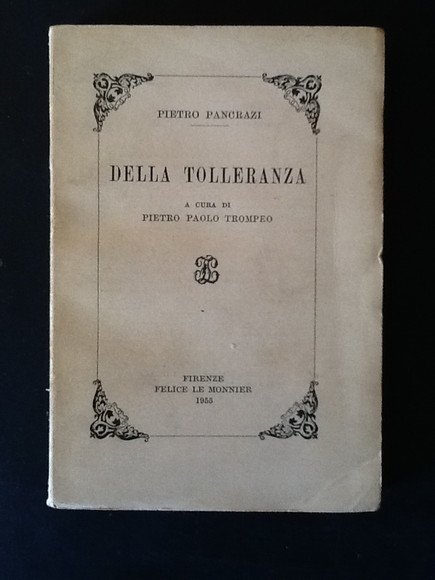 PIETRO PANCRAZI
DELLA TOLLERANZA
A CURA DI
PIETRO PAOLO TROMPEO
FIRENZE
FELICE LE MONNIER
1955